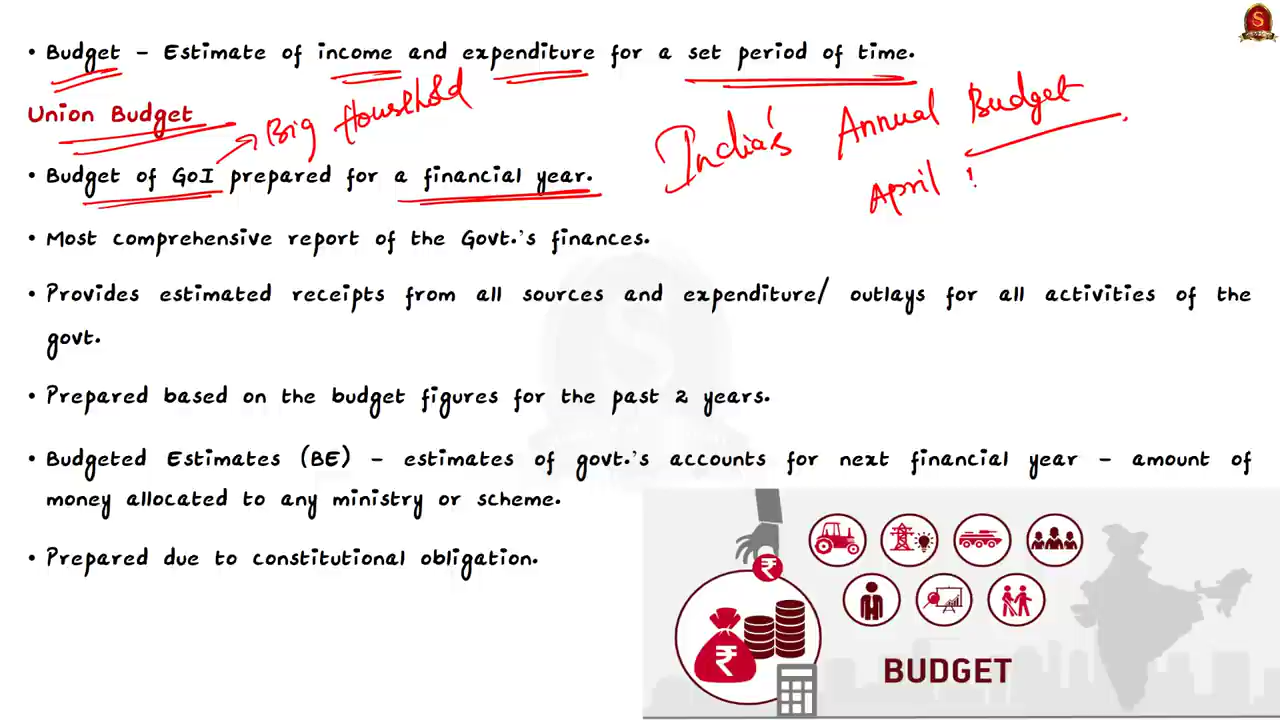 • Budget – Estimate of income and expenditure for a set period of time.
Union Budget
Big Household
India's Annual Budget
April
• Budget of GoI prepared for a financial year.
• Most comprehensive report of the Govt.'s finances.
• Provides estimated receipts from all sources and expenditure/ outlays for all activities of the
govt.
• Prepared based on the budget figures for the past 2 years.
• Budgeted Estimates (BE) – estimates of govt.'s accounts for next financial year – amount of
money allocated to any ministry or scheme.
• Prepared due to constitutional obligation.
₹
₹
BUDGET